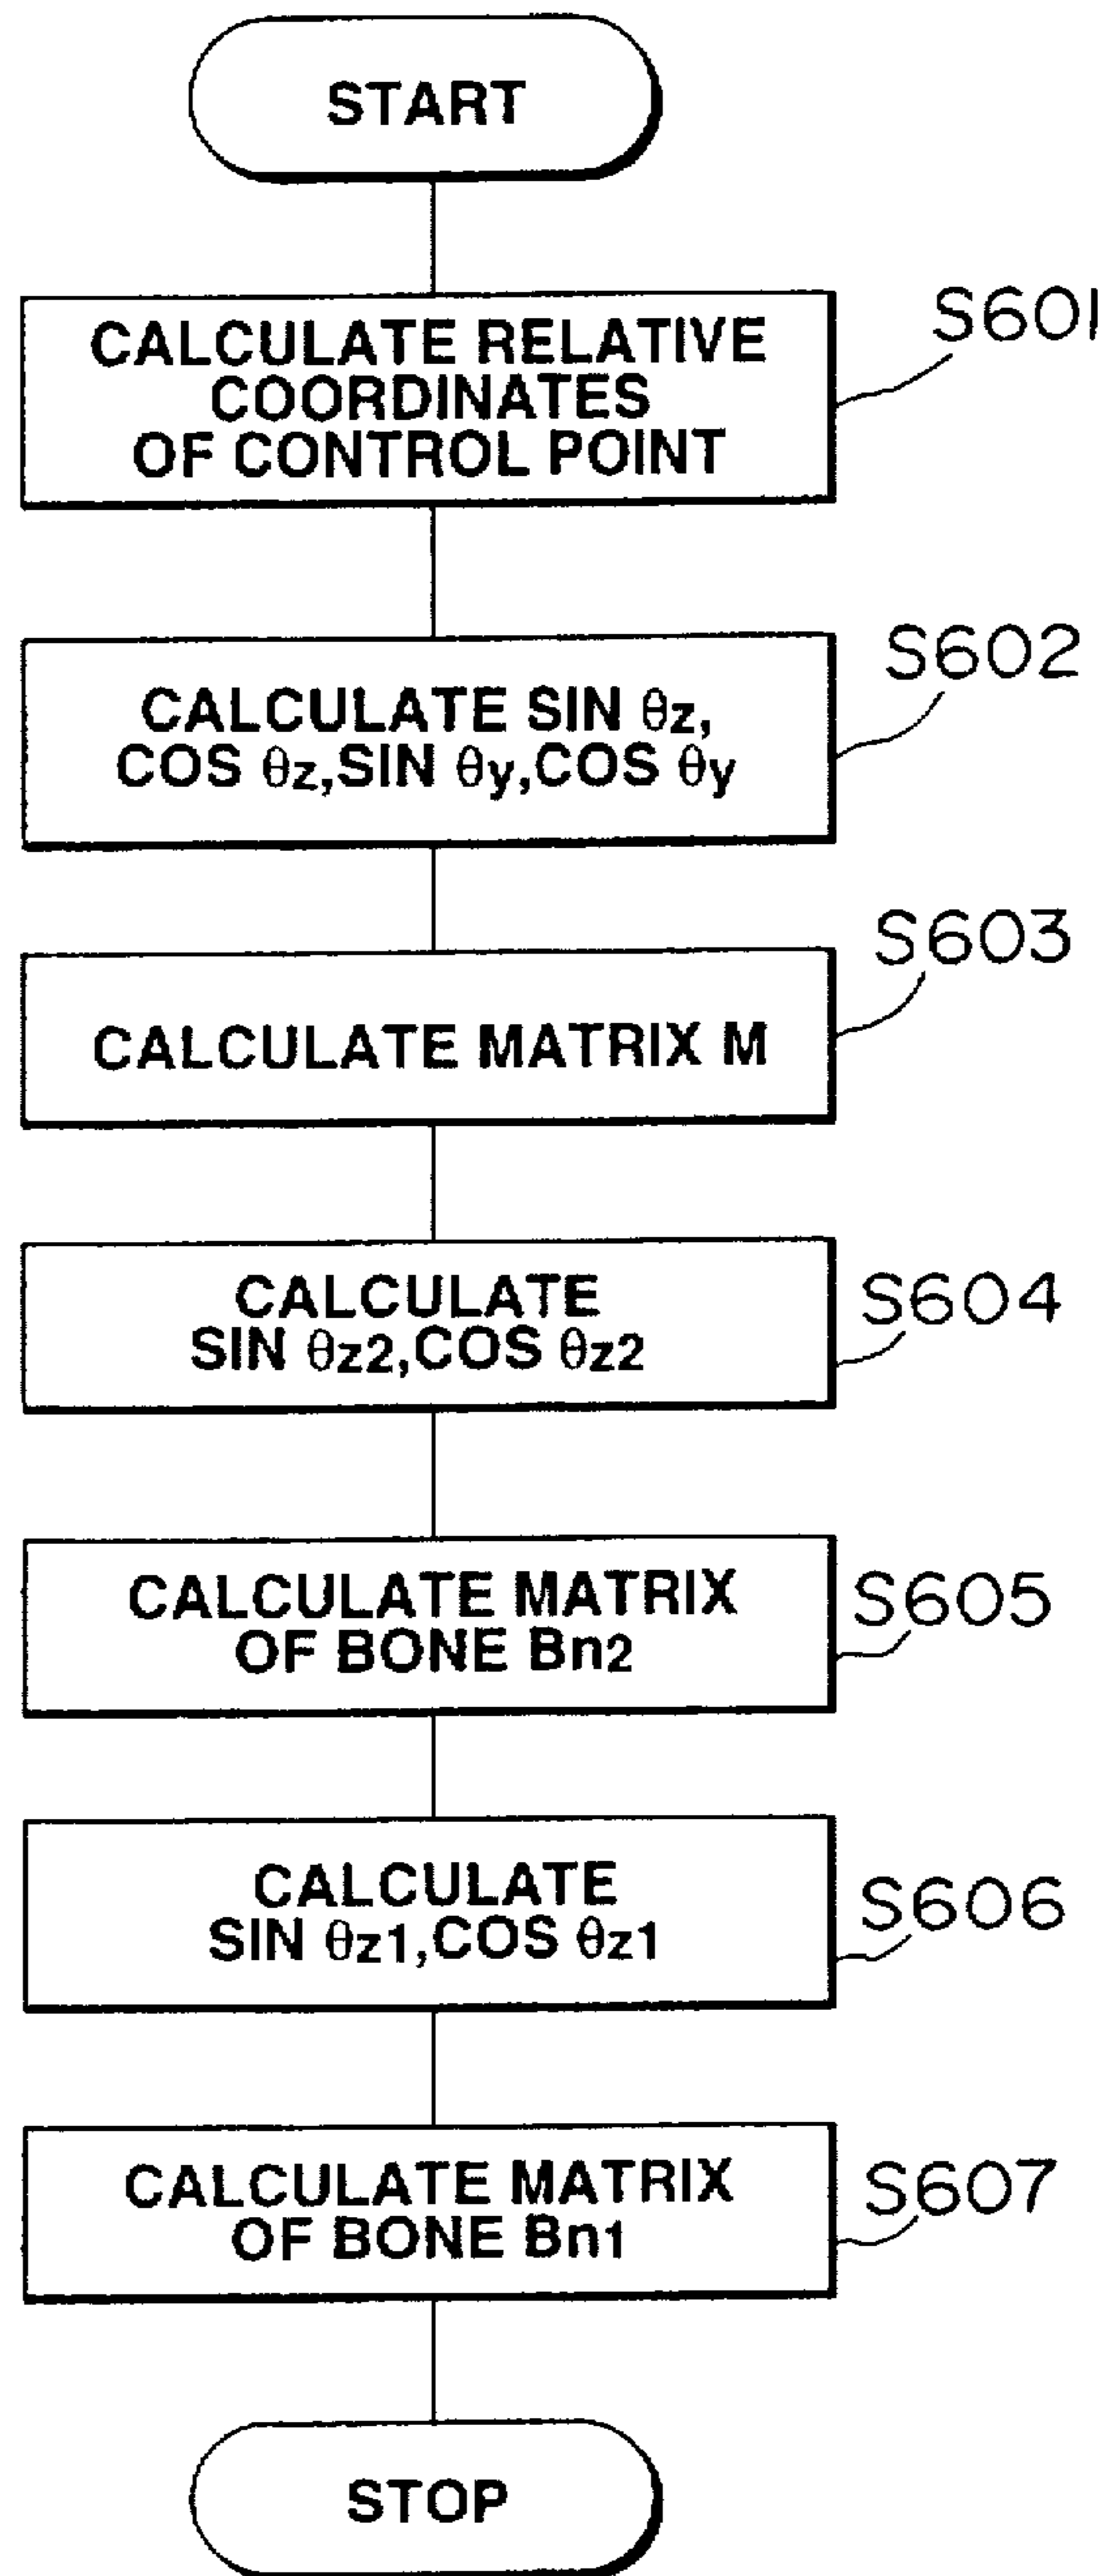 START
CALCULATE RELATIVE
COORDINATES
OF CONTROL POINT
S601
CALCULATE SIN θz,
COS θz,SIN θy,COS θy
S602
CALCULATE MATRIX M
S603
CALCULATE
SIN θz2,COS θz2
S604
CALCULATE MATRIX
OF BONE Bn2
S605
CALCULATE
SIN θz1,COS θz1
S606
CALCULATE MATRIX
OF BONE Bn1
S607
STOP